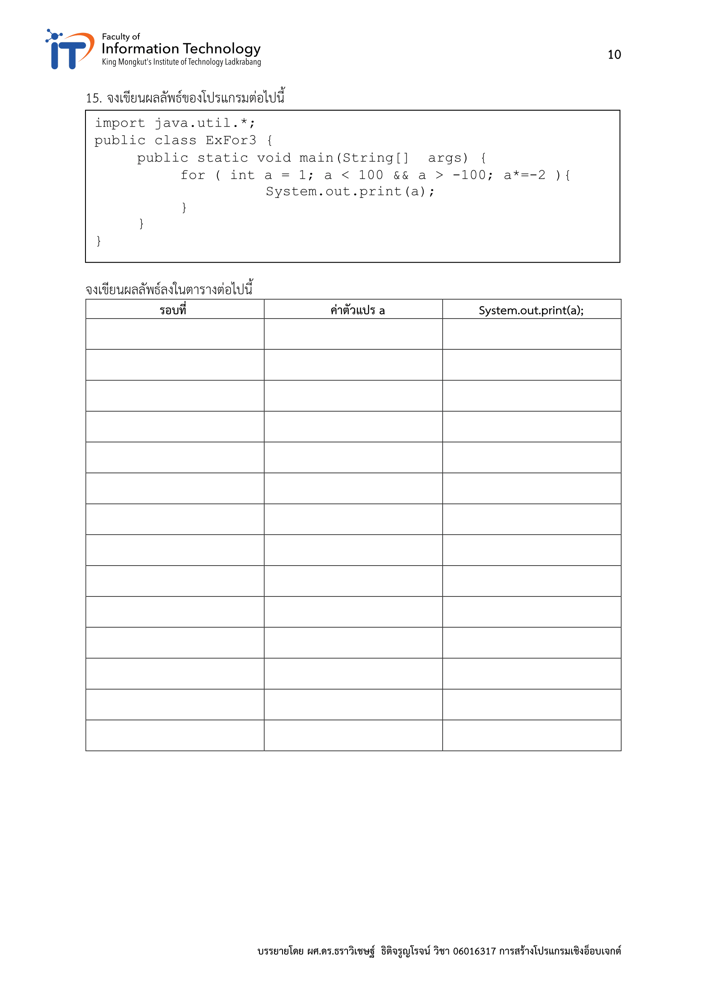 Faculty of
Information Technology
King Mongkut's Institute of Technology Ladkrabang
10
15. จงเขียนผลลัพธ์ของโปรแกรมต่อไปนี้
import java.util.*;
public class ExFor3 {
public static void main(String[]  args) {
for ( int a = 1; a < 100 && a > -100; a*=-2 ){
System.out.print(a);
}
}
}
จงเขียนผลลัพธ์ลงในตารางต่อไปนี้
รอบที่ ค่าตัวแปร a System.out.print(a);
บรรยายโดย ผศ.ดร.ธราวิเชษฐ์ ธิติจรูญโรจน์ วิชา 06016317 การสร้างโปรแกรมเชิงอ็อบเจกต์